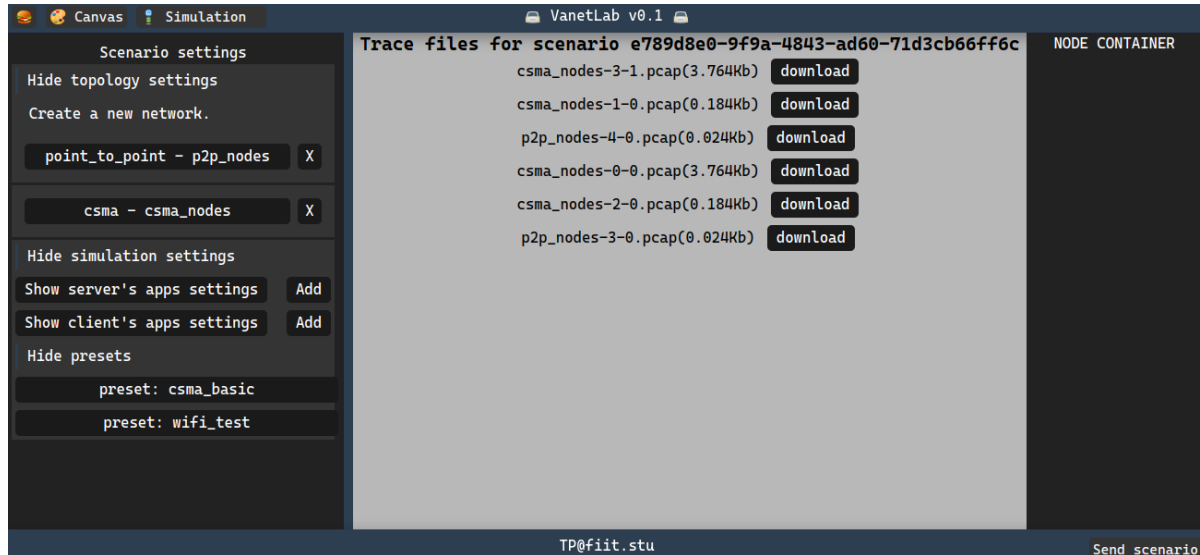 Canvas Simulation
VanetLab v0.1
Scenario settings
Hide topology settings
Create a new network.
point_to_point - p2p_nodes X
csma - csma_nodes X
Hide simulation settings
Show server's apps settings Add
Show client's apps settings Add
Hide presets
preset: csma_basic
preset: wifi_test
Trace files for scenario e789d8e0-9f9a-4843-ad60-71d3cb66ff6c
csma_nodes-3-1.pcap(3.764Kb) download
csma_nodes-1-0.pcap(0.184Kb) download
p2p_nodes-4-0.pcap(0.024Kb) download
csma_nodes-0-0.pcap(3.764Kb) download
csma_nodes-2-0.pcap(0.184Kb) download
p2p_nodes-3-0.pcap(0.024Kb) download
NODE CONTAINER
TP@fiit.stu
Send scenario